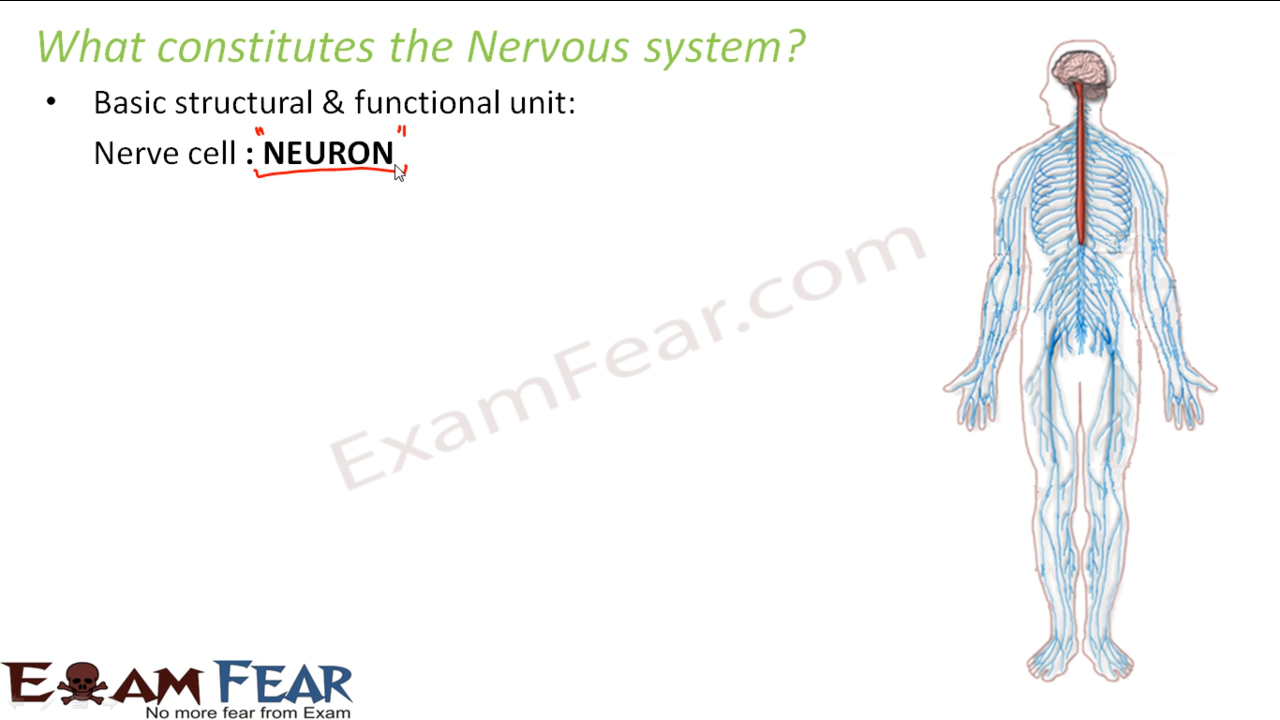 What constitutes the Nervous system?
• Basic structural & functional unit:
Nerve cell : "NEURON"
ExamFear.com
EXAM FEAR
No more fear from Exam